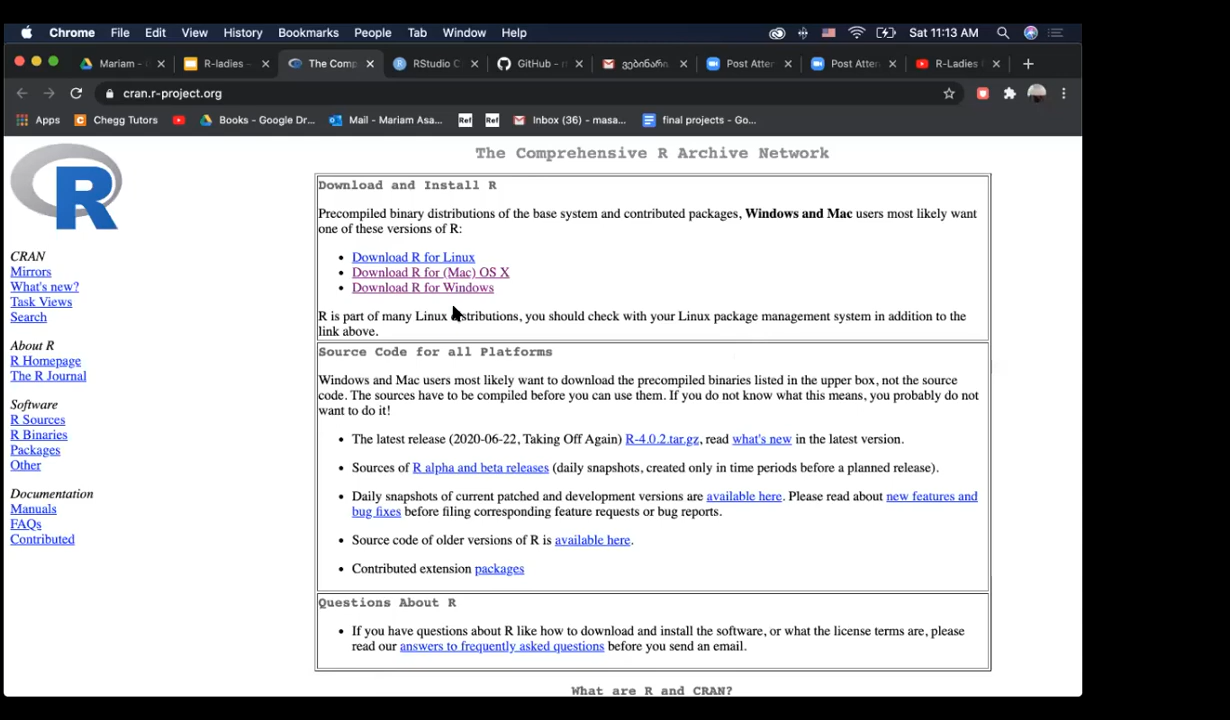 Chrome File Edit View History Bookmarks People Tab Window Help Sat 11:13 AM
Mariam - R-ladies - The Comp RStudio C GitHub - ვებინარი Post Atten Post Atten R-Ladies
cran.r-project.org
Apps Chegg Tutors Books - Google Dr... Mail - Mariam Asa... Ref Ref Inbox (36) - masa... final projects - Go...
The Comprehensive R Archive Network
R
Download and Install R
Precompiled binary distributions of the base system and contributed packages, Windows and Mac users most likely want
one of these versions of R:
Download R for Linux
Download R for (Mac) OS X
Download R for Windows
R is part of many Linux distributions, you should check with your Linux package management system in addition to the
link above.
CRAN
Mirrors
What's new?
Task Views
Search
About R
R Homepage
The R Journal
Software
R Sources
R Binaries
Packages
Other
Documentation
Manuals
FAQs
Contributed
Source Code for all Platforms
Windows and Mac users most likely want to download the precompiled binaries listed in the upper box, not the source
code. The sources have to be compiled before you can use them. If you do not know what this means, you probably do not
want to do it!
The latest release (2020-06-22, Taking Off Again) R-4.0.2.tar.gz, read what's new in the latest version.
Sources of R alpha and beta releases (daily snapshots, created only in time periods before a planned release).
Daily snapshots of current patched and development versions are available here. Please read about new features and
bug fixes before filing corresponding feature requests or bug reports.
Source code of older versions of R is available here.
Contributed extension packages
Questions About R
If you have questions about R like how to download and install the software, or what the license terms are, please
read our answers to frequently asked questions before you send an email.
What are R and CRAN?